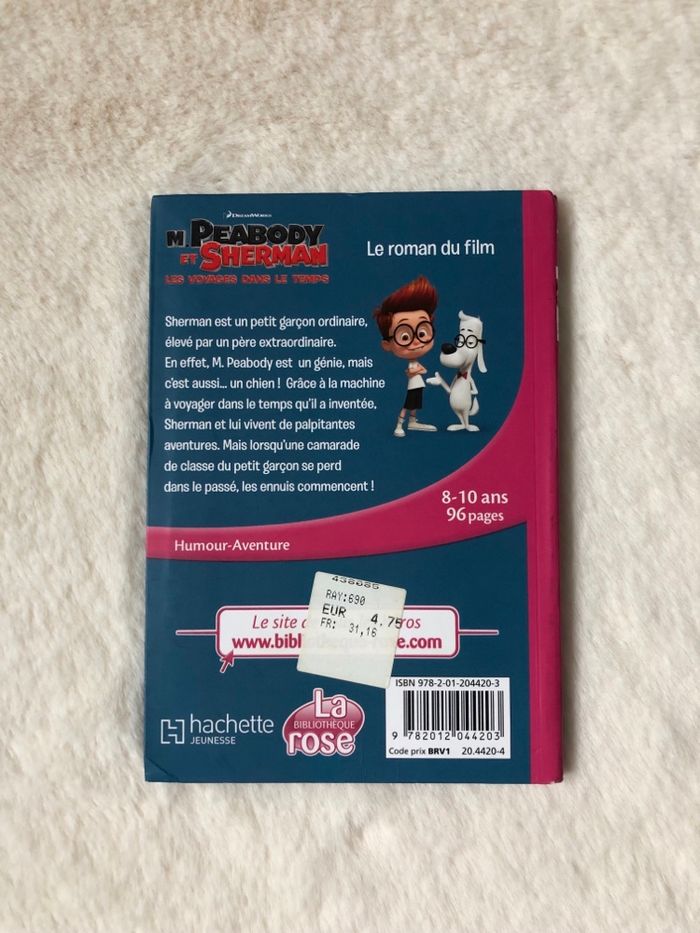 DREAMWORKS
M PEABODY
ET SHERMAN
LES VOYAGES DANS LE TEMPS
Le roman du film
Sherman est un petit garçon ordinaire,
élevé par un père extraordinaire.
En effet, M. Peabody est un génie, mais
c'est aussi... un chien ! Grâce à la machine
à voyager dans le temps qu'il a inventée,
Sherman et lui vivent de palpitantes
aventures. Mais lorsqu'une camarade
de classe du petit garçon se perd
dans le passé, les ennuis commencent !
8-10 ans
96 pages
Humour-Aventure
RAY:690
EUR 4,75
FR: 31,16
Le site
www.bibliothèque-rose.com
hachette
JEUNESSE
La
BIBLIOTHÈQUE
rose
ISBN 978-2-01-204420-3
9 782012 044203
Code prix BRV1 20.4420-4